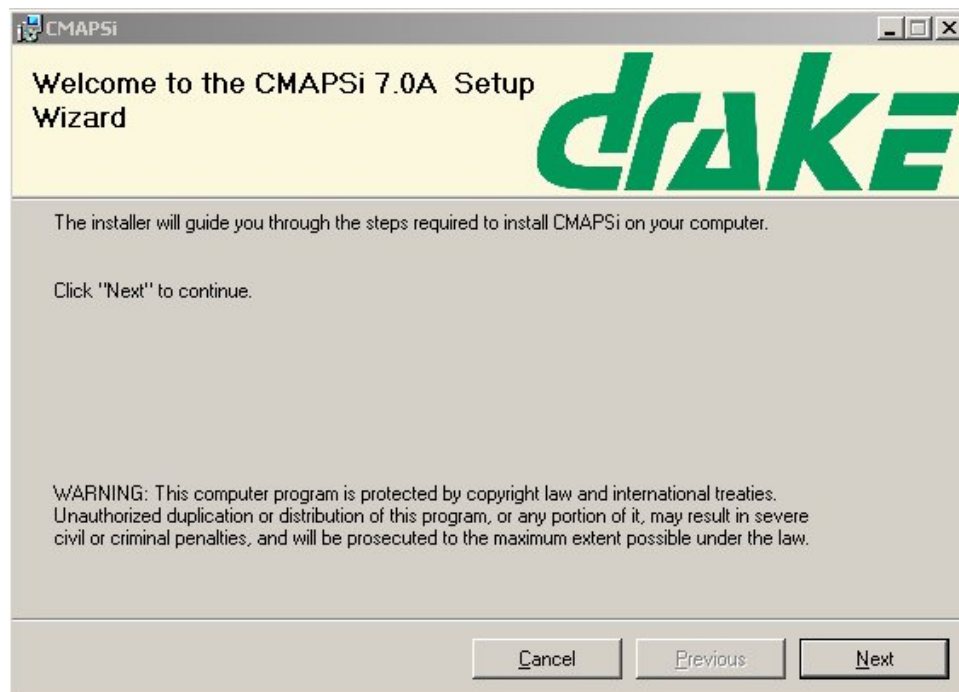 CMAPSi
Welcome to the CMAPSi 7.0A Setup
Wizard
drake
The installer will guide you through the steps required to install CMAPSi on your computer.
Click "Next" to continue.
WARNING: This computer program is protected by copyright law and international treaties.
Unauthorized duplication or distribution of this program, or any portion of it, may result in severe
civil or criminal penalties, and will be prosecuted to the maximum extent possible under the law.
Cancel
Previous
Next